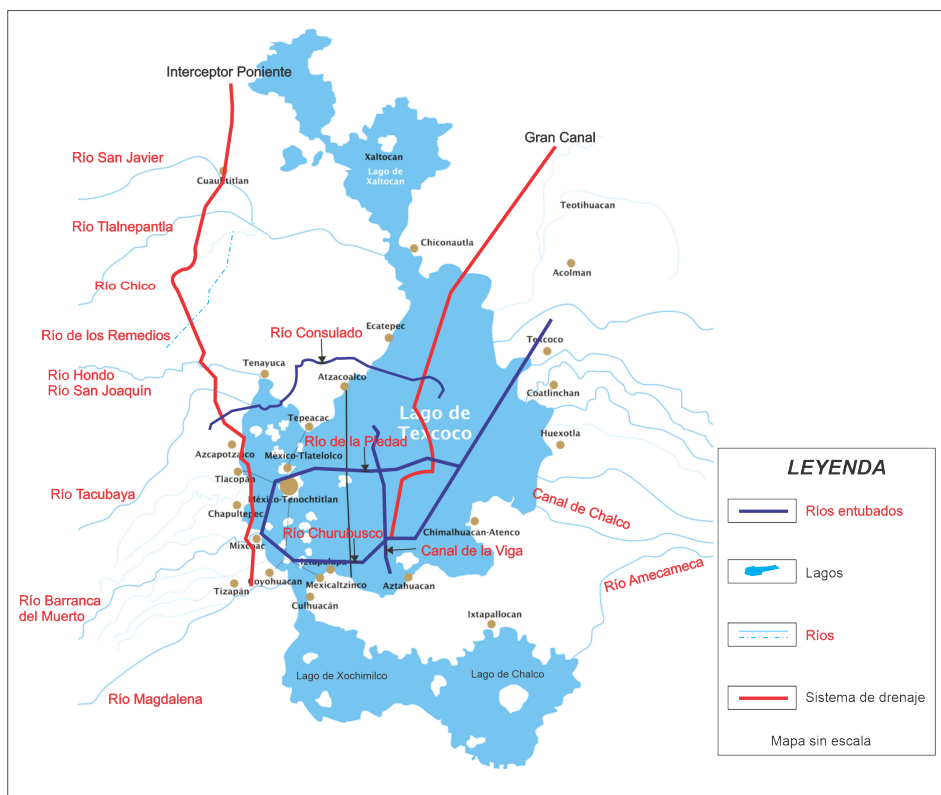 Interceptor Poniente
Gran Canal
Río San Javier
Xaltocan
Lago de
Xaltocan
Cuautitlan
Teotihuacan
Río Tlalnepantla
Chiconautla
Acolman
Río Chico
Río de los Remedios
Río Consulado
Ecatepec
Texcoco
Tenayuca
Río Hondo
Río San Joaquín
Atzacoalco
Coatlinchan
Lago de
Texcoco
Tepeacac
Río de la Piedad
Huexotla
Azcapotzalco
México-Tlatelolco
LEYENDA
Tlacopan
Río Tacubaya
México-Tenochtitlan
Canal de Chalco
Ríos entubados
Chapultepec
Río Churubusco
Chimalhuacan-Atenco
Mixcoac
Canal de la Viga
Iztapalapa
Lagos
Coyohuacan
Mexicaltzinco
Aztahuacan
Río Amecameca
Tizapán
Río Barranca
del Muerto
Culhuacán
Ixtapallocan
Ríos
Lago de Xochimilco
Lago de Chalco
Río Magdalena
Sistema de drenaje
Mapa sin escala